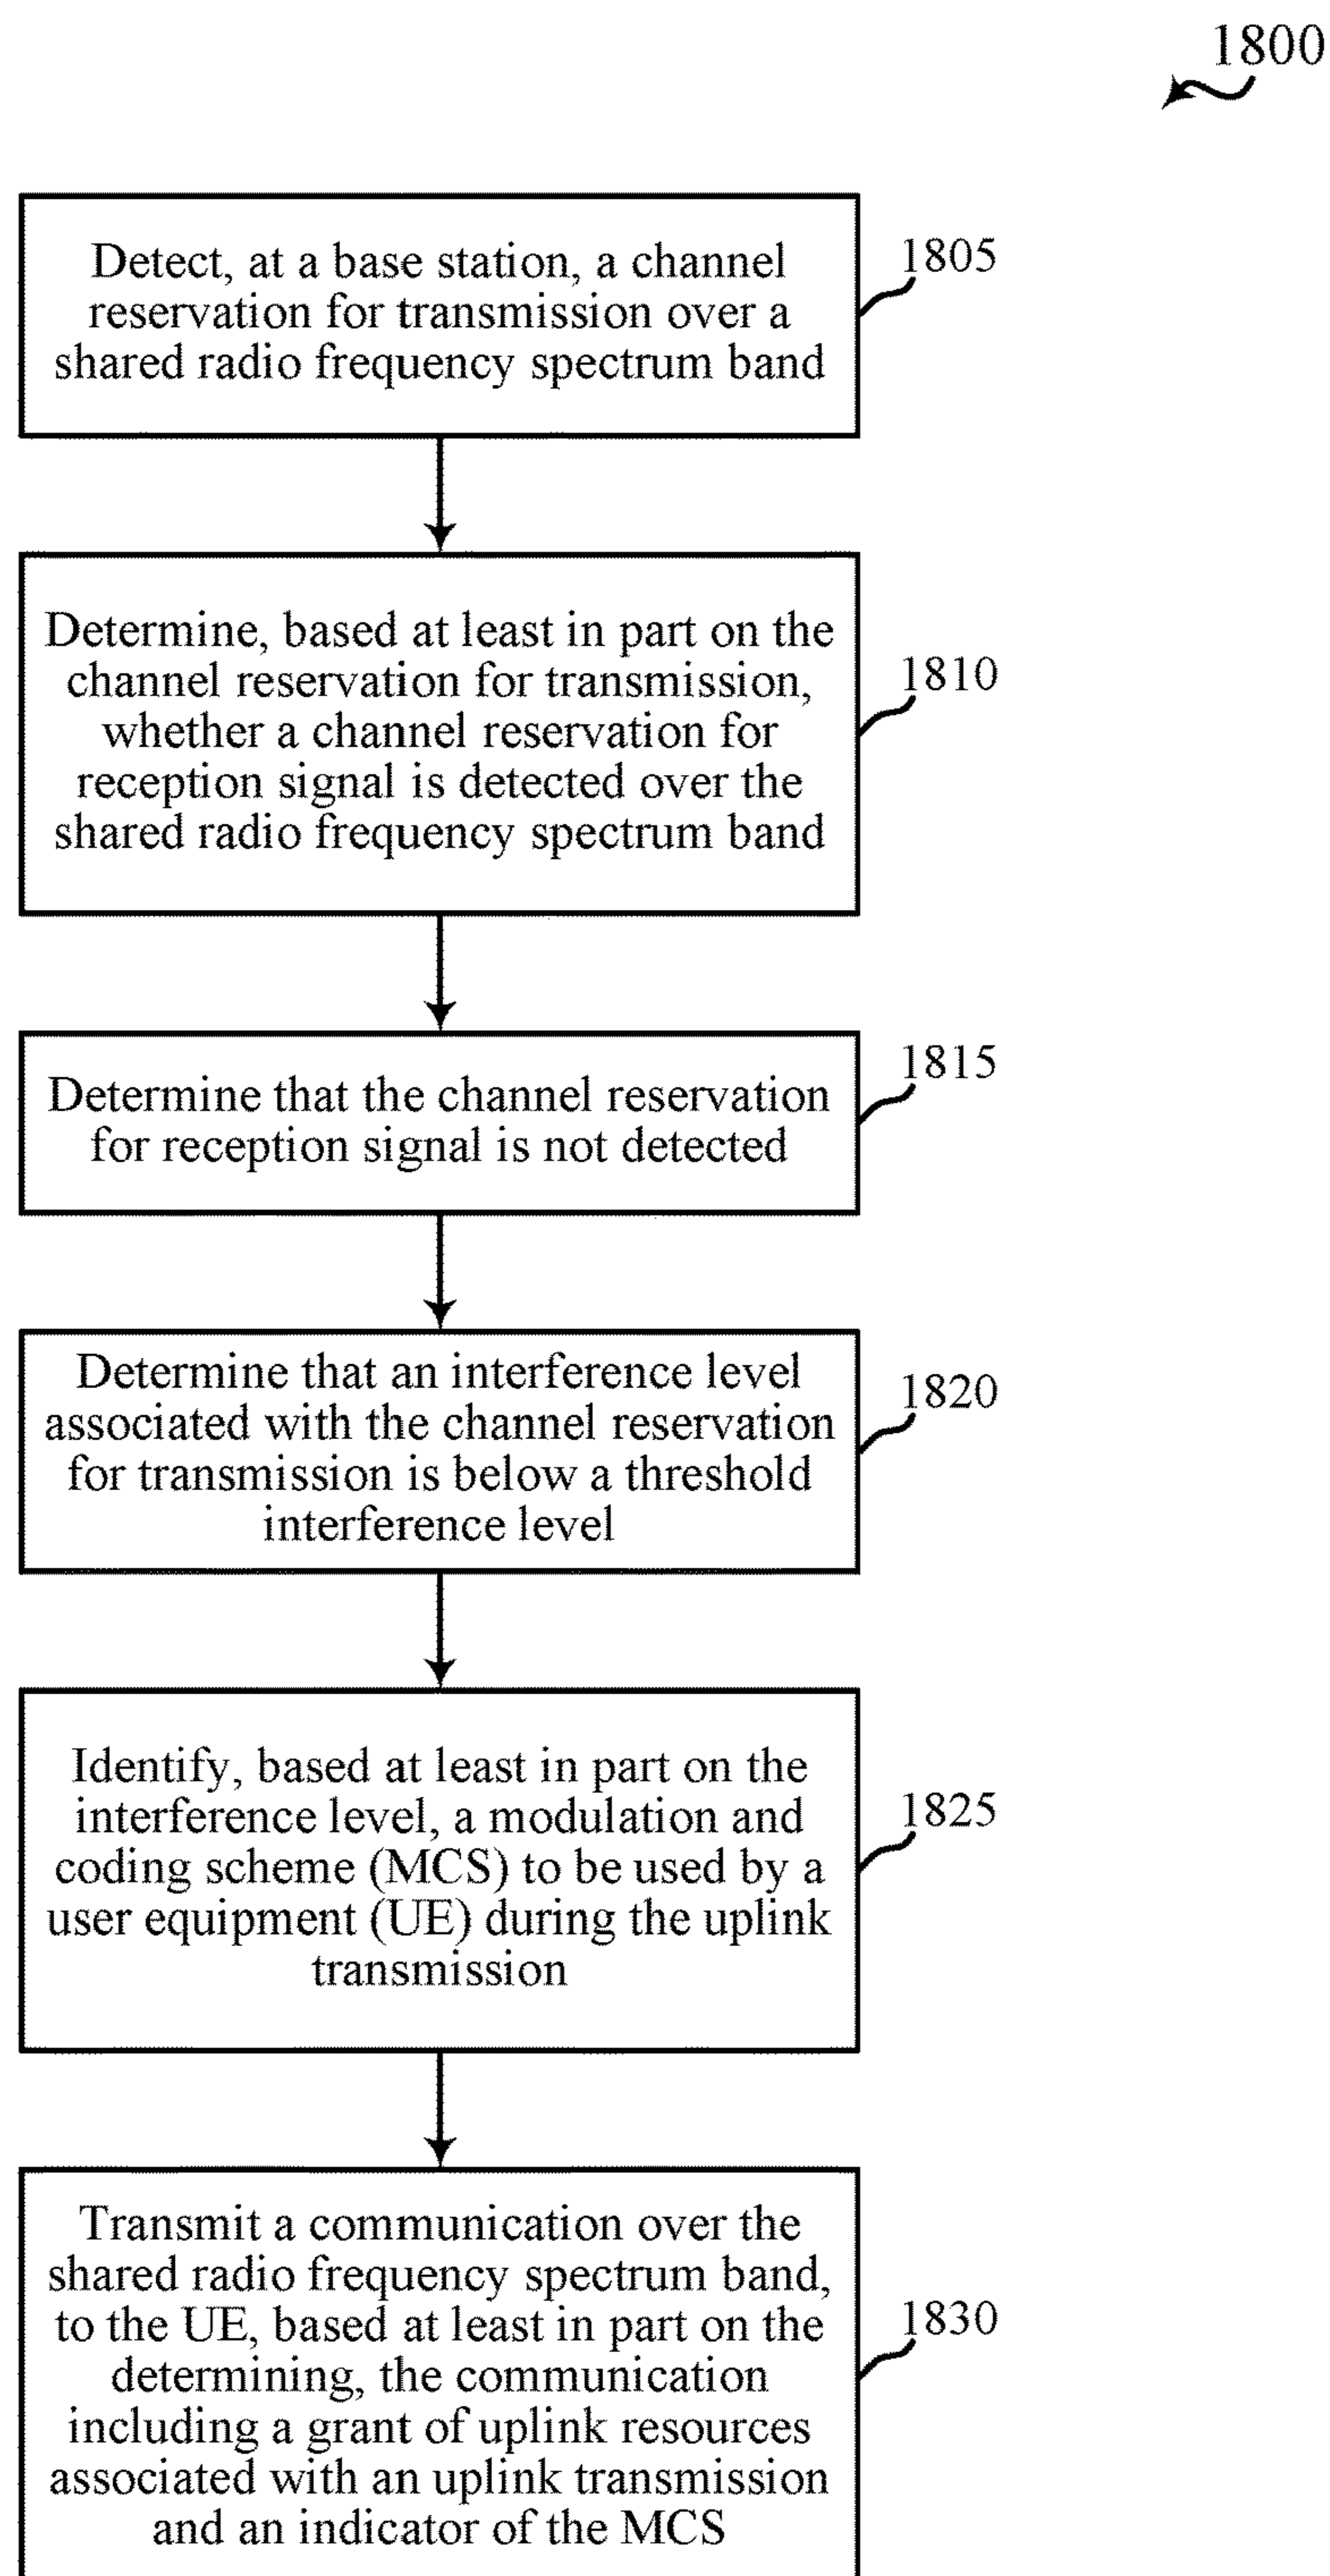 1800
Detect, at a base station, a channel
reservation for transmission over a
shared radio frequency spectrum band
1805
Determine, based at least in part on the
channel reservation for transmission,
whether a channel reservation for
reception signal is detected over the
shared radio frequency spectrum band
1810
Determine that the channel reservation
for reception signal is not detected
1815
Determine that an interference level
associated with the channel reservation
for transmission is below a threshold
interference level
1820
Identify, based at least in part on the
interference level, a modulation and
coding scheme (MCS) to be used by a
user equipment (UE) during the uplink
transmission
1825
Transmit a communication over the
shared radio frequency spectrum band,
to the UE, based at least in part on the
determining, the communication
including a grant of uplink resources
associated with an uplink transmission
and an indicator of the MCS
1830